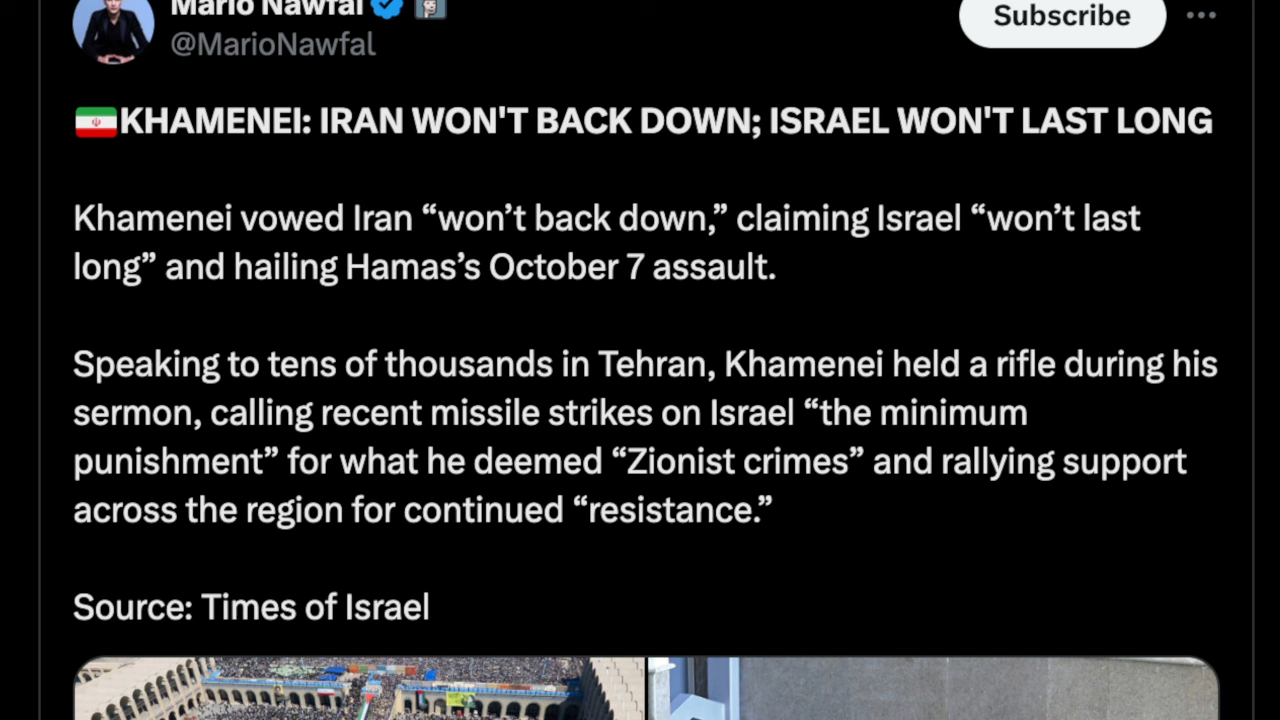 Mario Nawfal
@MarioNawfal
Subscribe
KHAMENEI: IRAN WON'T BACK DOWN; ISRAEL WON'T LAST LONG
Khamenei vowed Iran “won’t back down,” claiming Israel “won’t last
long” and hailing Hamas’s October 7 assault.
Speaking to tens of thousands in Tehran, Khamenei held a rifle during his
sermon, calling recent missile strikes on Israel “the minimum
punishment” for what he deemed “Zionist crimes” and rallying support
across the region for continued “resistance.”
Source: Times of Israel